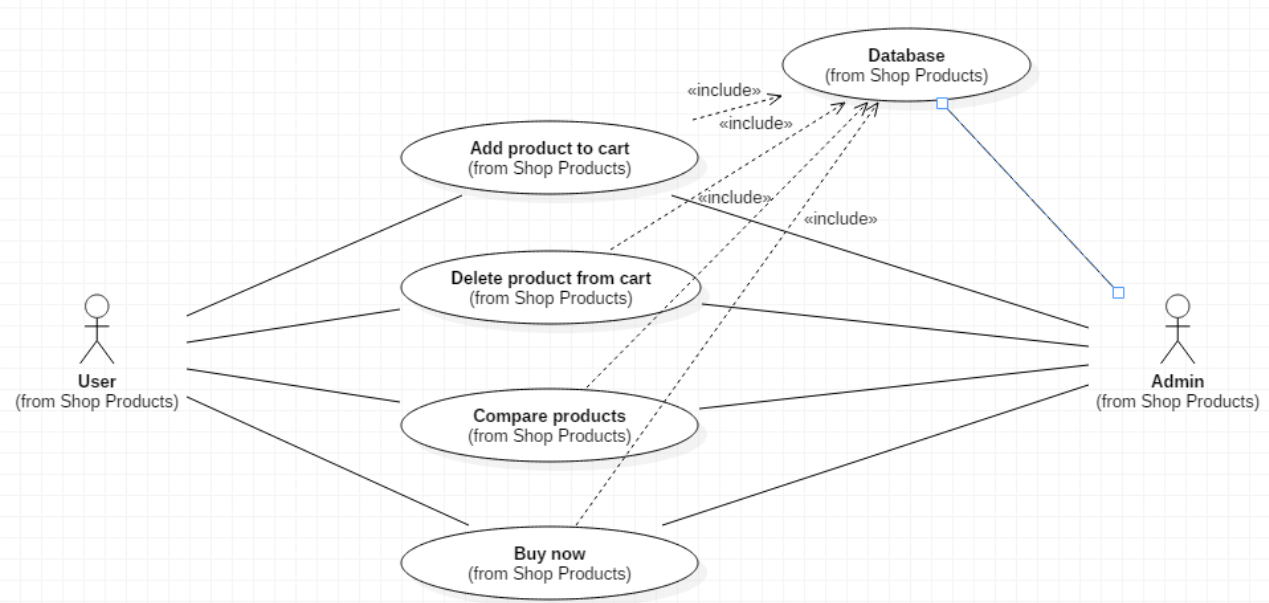 Database
(from Shop Products)
«include»
«include»
Add product to cart
(from Shop Products)
«include»
«include»
Delete product from cart
(from Shop Products)
User
(from Shop Products)
Admin
(from Shop Products)
Compare products
(from Shop Products)
Buy now
(from Shop Products)